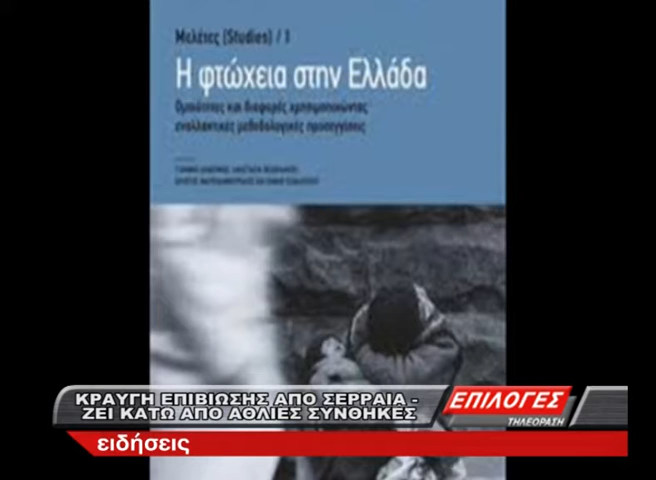 Μελέτες (Studies) / 1
Η φτώχεια στην Ελλάδα
Ομοιότητες και διαφορές χρησιμοποιώντας
εναλλακτικές μεθοδολογικές προσεγγίσεις
ΚΡΑΥΓΗ ΕΠΙΒΙΩΣΗΣ ΑΠΟ ΣΕΡΡΑΙΑ -
ΖΕΙ ΚΑΤΩ ΑΠΟ ΑΘΛΙΕΣ ΣΥΝΘΗΚΕΣ
ΕΠΙΛΟΓΕΣ
ΤΗΛΕΟΡΑΣΗ
ειδήσεις